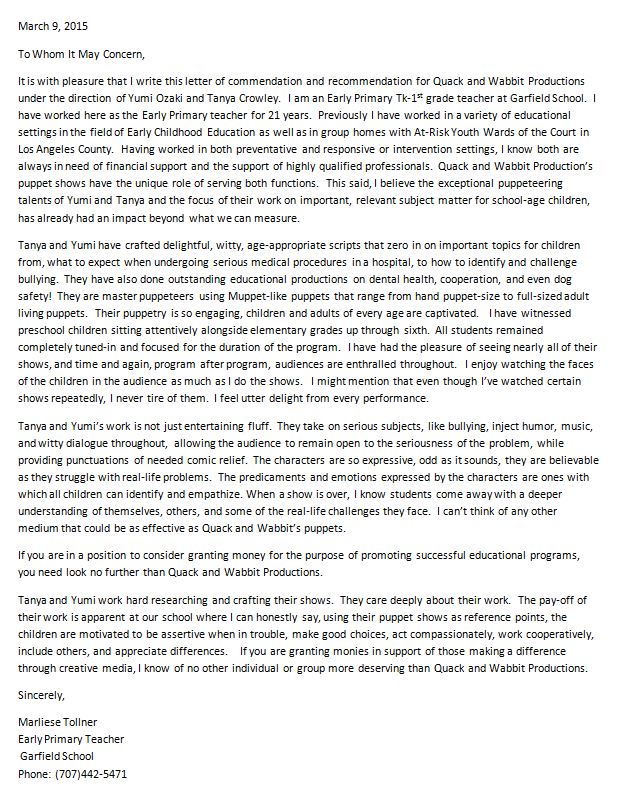 March 9, 2015
To Whom It May Concern,
It is with pleasure that I write this letter of commendation and recommendation for Quack and Wabbit Productions
under the direction of Yumi Ozaki and Tanya Crowley.  I am an Early Primary Tk-1st grade teacher at Garfield School.  I
have worked here as the Early Primary teacher for 21 years.  Previously I have worked in a variety of educational
settings in the field of Early Childhood Education as well as in group homes with At-Risk Youth Wards of the Court in
Los Angeles County.  Having worked in both preventative and responsive or intervention settings, I know both are
always in need of financial support and the support of highly qualified professionals.  Quack and Wabbit Production's
puppet shows have the unique role of serving both functions.  This said, I believe the exceptional puppeteering
talents of Yumi and Tanya and the focus of their work on important, relevant subject matter for school-age children,
has already had an impact beyond what we can measure.
Tanya and Yumi have crafted delightful, witty, age-appropriate scripts that zero in on important topics for children
from, what to expect when undergoing serious medical procedures in a hospital, to how to identify and challenge
bullying.  They have also done outstanding educational productions on dental health, cooperation, and even dog
safety!  They are master puppeteers using Muppet-like puppets that range from hand puppet-size to full-sized adult
living puppets.  Their puppetry is so engaging, children and adults of every age are captivated.   I have witnessed
preschool children sitting attentively alongside elementary grades up through sixth.  All students remained
completely tuned-in and focused for the duration of the program.  I have had the pleasure of seeing nearly all of their
shows, and time and again, program after program, audiences are enthralled throughout.   I enjoy watching the faces
of the children in the audience as much as I do the shows.   I might mention that even though I've watched certain
shows repeatedly, I never tire of them.  I feel utter delight from every performance.
Tanya and Yumi's work is not just entertaining fluff.  They take on serious subjects, like bullying, inject humor, music,
and witty dialogue throughout,  allowing the audience to remain open to the seriousness of the problem, while
providing punctuations of needed comic relief.  The characters are so expressive, odd as it sounds, they are believable
as they struggle with real-life problems.  The predicaments and emotions expressed by the characters are ones with
which all children can identify and empathize. When a show is over, I know students come away with a deeper
understanding of themselves, others, and some of the real-life challenges they face.  I can't think of any other
medium that could be as effective as Quack and Wabbit's puppets.
If you are in a position to consider granting money for the purpose of promoting successful educational programs,
you need look no further than Quack and Wabbit Productions.
Tanya and Yumi work hard researching and crafting their shows.  They care deeply about their work.  The pay-off of
their work is apparent at our school where I can honestly say, using their puppet shows as reference points, the
children are motivated to be assertive when in trouble, make good choices, act compassionately, work cooperatively,
include others, and appreciate differences.    If you are granting monies in support of those making a difference
through creative media, I know of no other individual or group more deserving than Quack and Wabbit Productions.
Sincerely,
Marliese Tollner
Early Primary Teacher
Garfield School
Phone: (707)442-5471